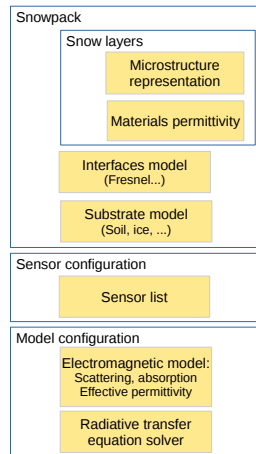 Snowpack
Snow layers
Microstructure
representation
Materials permittivity
Interfaces model
(Fresnel...)
Substrate model
(Soil, ice, ...)
Sensor configuration
Sensor list
Model configuration
Electromagnetic model:
Scattering, absorption
Effective permittivity
Radiative transfer
equation solver